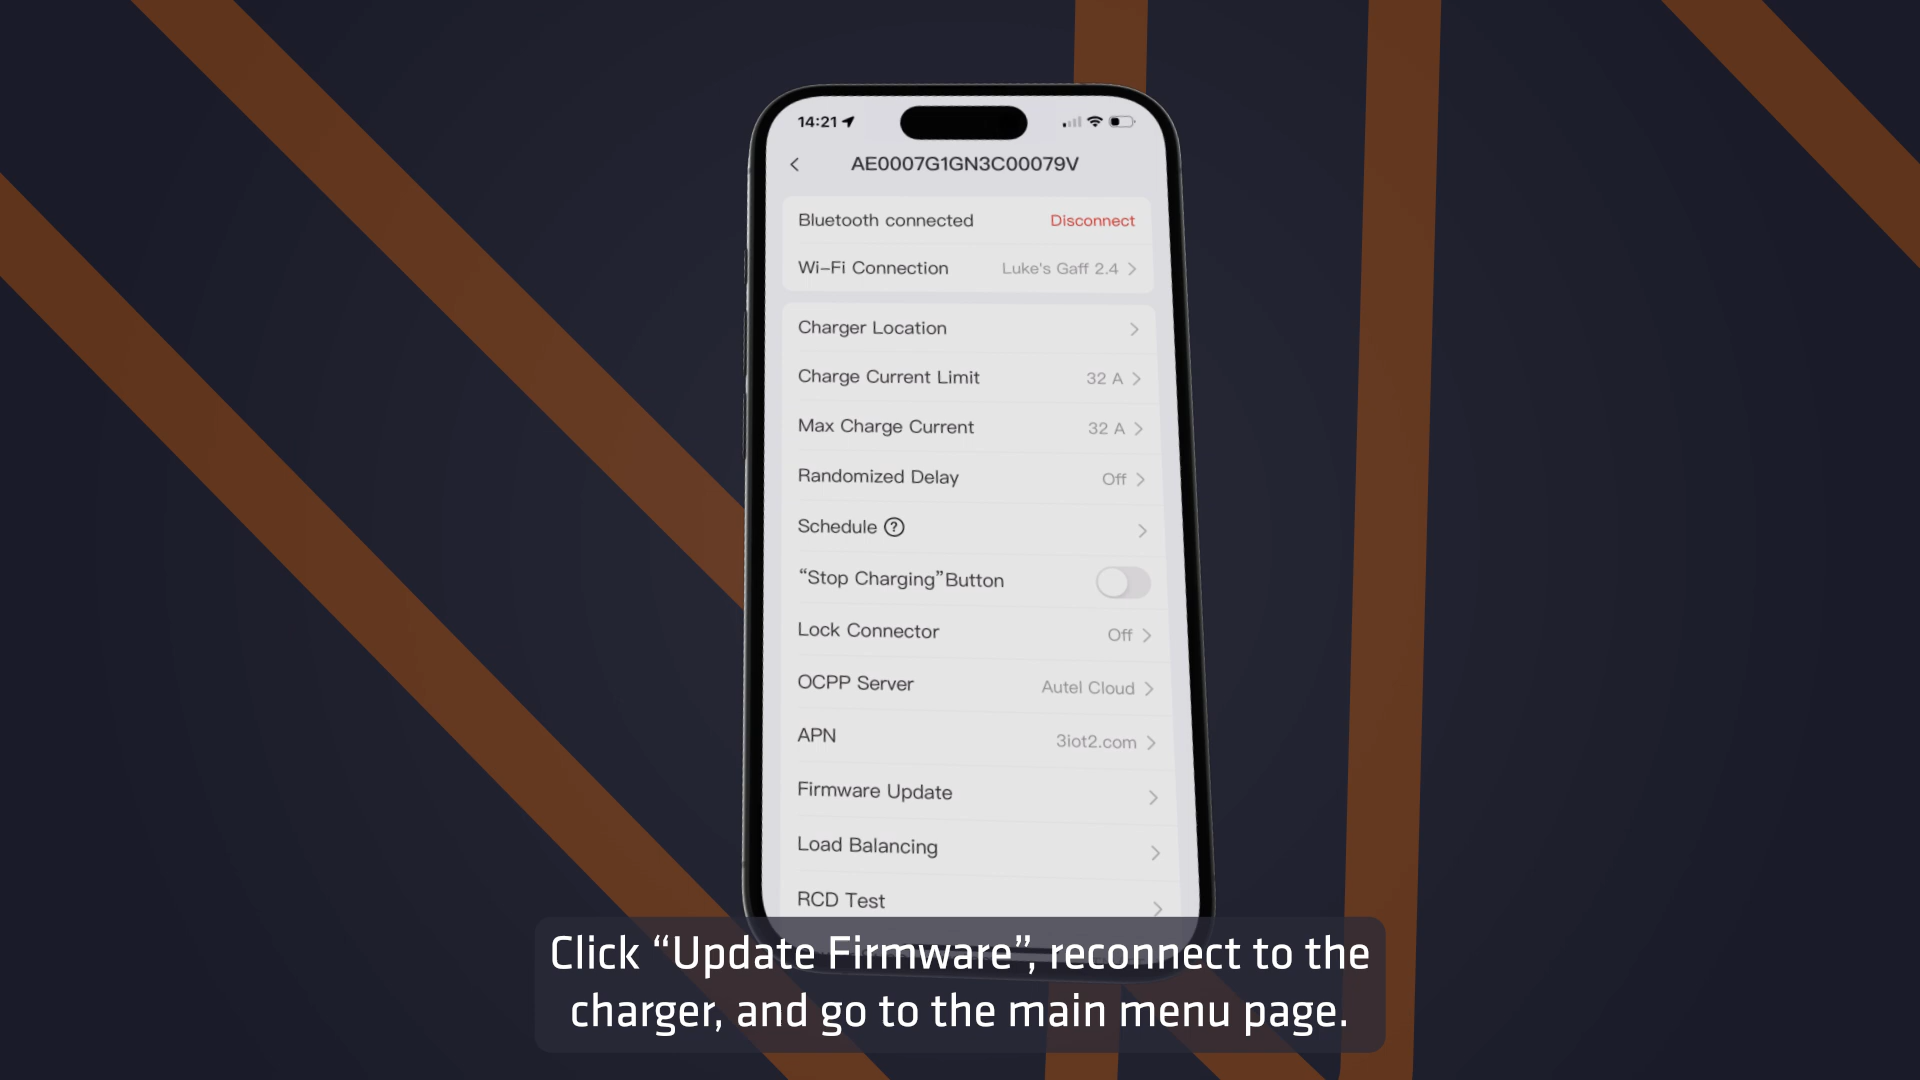 14:21
AE0007G1GN3C00079V
Bluetooth connected Disconnect
Wi-Fi Connection Luke's Gaff 2.4
Charger Location
Charge Current Limit 32 A
Max Charge Current 32 A
Randomized Delay Off
Schedule ?
“Stop Charging”Button
Lock Connector Off
OCPP Server Autel Cloud
APN 3iot2.com
Firmware Update
Load Balancing
RCD Test
Click “Update Firmware”, reconnect to the
charger, and go to the main menu page.